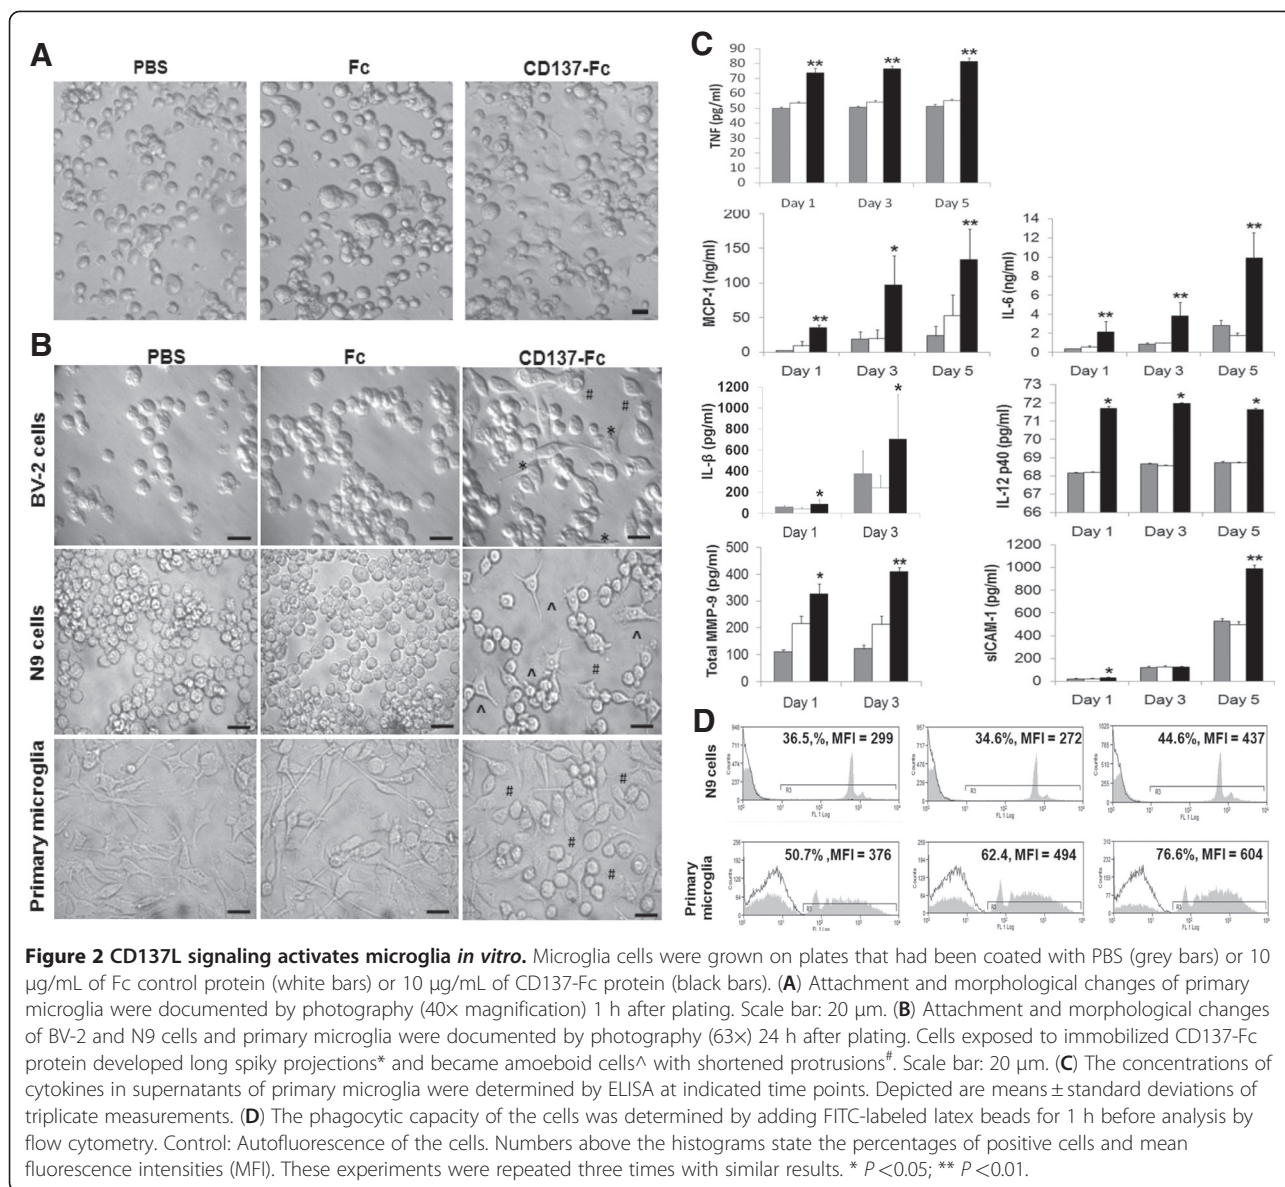 A
PBS
Fc
CD137-Fc
B
PBS
Fc
CD137-Fc
BV-2 cells
#
#
*
*
*
N9 cells
^
^
^
^
#
Primary microglia
#
#
#
#
C
TNF (pg/ml)
90
80
70
60
50
40
30
20
10
0
**
**
**
Day 1
Day 3
Day 5
MCP-1 (ng/ml)
200
150
100
50
0
**
*
**
Day 1
Day 3
Day 5
IL-6 (ng/ml)
14
12
10
8
6
4
2
0
**
**
**
Day 1
Day 3
Day 5
IL-β (pg/ml)
1200
1000
800
600
400
200
0
*
*
Day 1
Day 3
IL-12 p40 (pg/ml)
73
72
71
70
69
68
67
66
*
*
*
Day 1
Day 3
Day 5
Total MMP-9 (pg/ml)
500
400
300
200
100
0
*
**
Day 1
Day 3
sICAM-1 (pg/ml)
1200
1000
800
600
400
200
0
*
**
Day 1
Day 3
Day 5
D
N9 cells
36.5,%, MFI = 299
34.6%, MFI = 272
44.6%, MFI = 437
Counts
R3
FL 1 Log
Primary
microglia
50.7% ,MFI = 376
62.4, MFI = 494
76.6%, MFI = 604
Counts
R3
FL 1 Log
Figure 2 CD137L signaling activates microglia in vitro. Microglia cells were grown on plates that had been coated with PBS (grey bars) or 10
µg/mL of Fc control protein (white bars) or 10 µg/mL of CD137-Fc protein (black bars). (A) Attachment and morphological changes of primary
microglia were documented by photography (40× magnification) 1 h after plating. Scale bar: 20 µm. (B) Attachment and morphological changes
of BV-2 and N9 cells and primary microglia were documented by photography (63×) 24 h after plating. Cells exposed to immobilized CD137-Fc
protein developed long spiky projections* and became amoeboid cells^ with shortened protrusions#. Scale bar: 20 µm. (C) The concentrations of
cytokines in supernatants of primary microglia were determined by ELISA at indicated time points. Depicted are means ± standard deviations of
triplicate measurements. (D) The phagocytic capacity of the cells was determined by adding FITC-labeled latex beads for 1 h before analysis by
flow cytometry. Control: Autofluorescence of the cells. Numbers above the histograms state the percentages of positive cells and mean
fluorescence intensities (MFI). These experiments were repeated three times with similar results. * P <0.05; ** P <0.01.